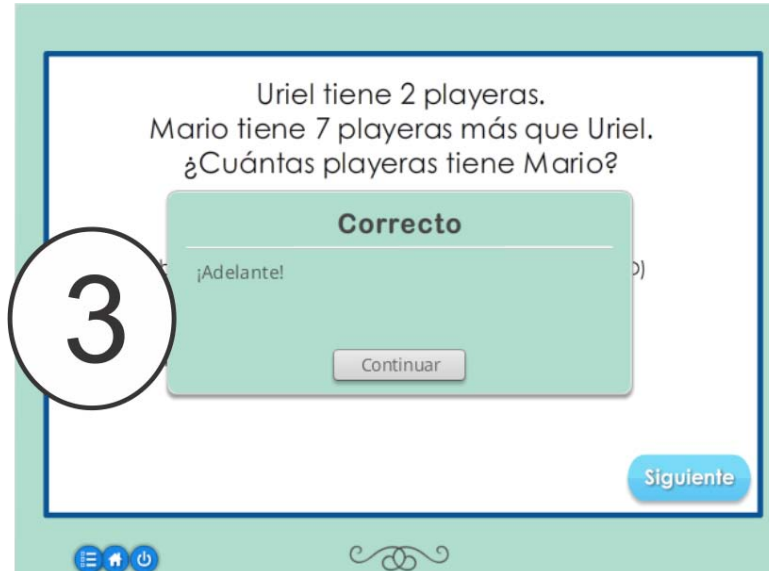 Uriel tiene 2 playeras.
Mario tiene 7 playeras más que Uriel.
¿Cuántas playeras tiene Mario?
Correcto
¡Adelante!
3
Continuar
Siguiente